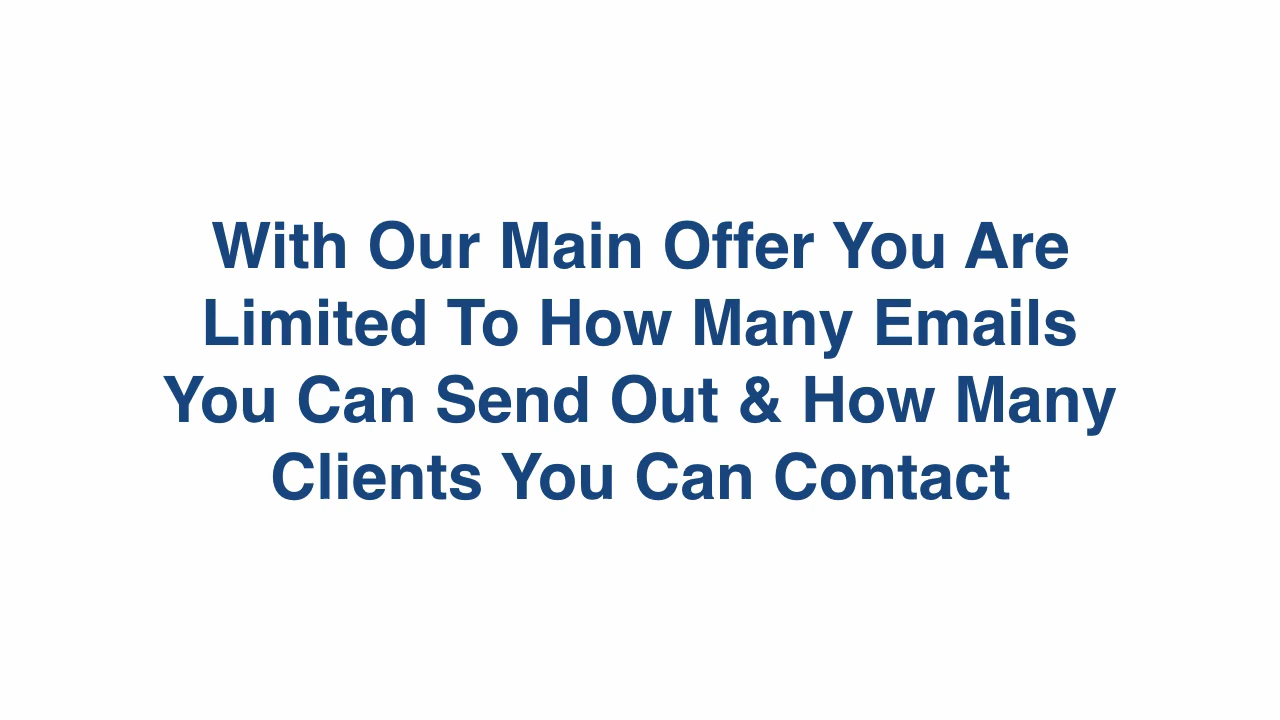 With Our Main Offer You Are
Limited To How Many Emails
You Can Send Out & How Many
Clients You Can Contact